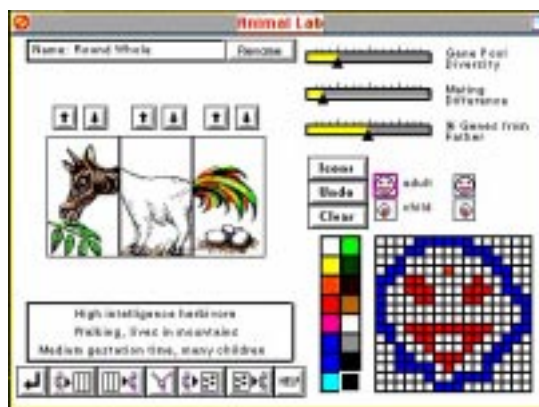 Animal Lab
Name: Round Whole
Rename
Gene Pool
Diversity
Mating
Difference
% Genes from
Father
Icons
Undo
Clear
adult
child
High intelligence herbivore
Walking, lives in mountains
Medium gestation time, many children
HELP